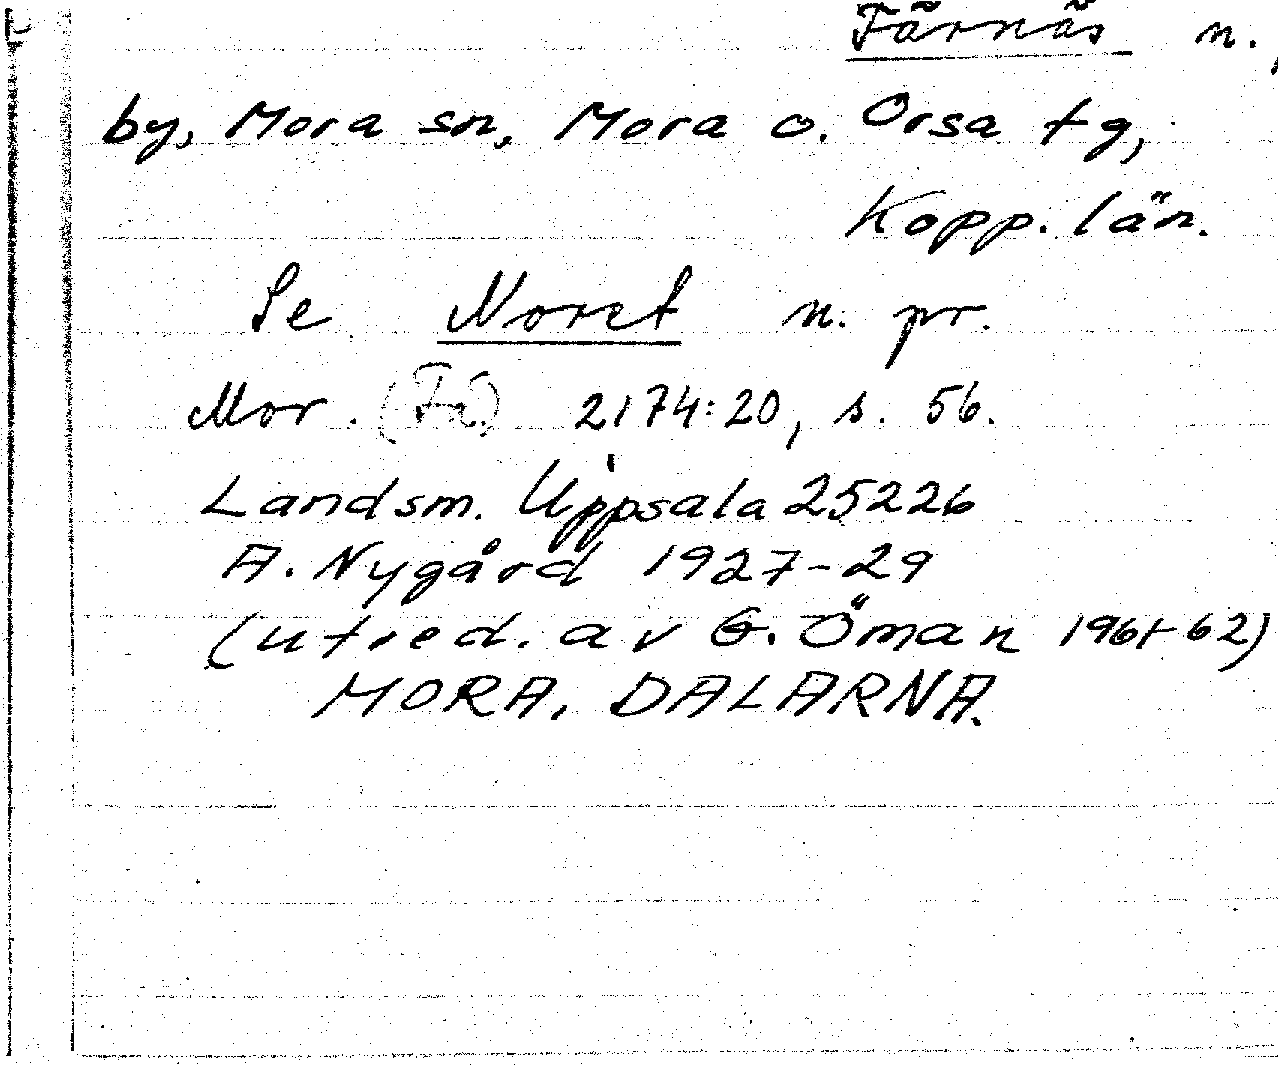 Färnäs n.,
by, Mora sn, Mora o. Orsa tg,
Kopp. län.
Se Noret n. pr.
Mor. (Fä) 2174:20, s. 56.
Landsm. Uppsala 25226
A. Nygård 1927-29
(utred. av G. Öman 1961-62)
MORA. DALARNA.